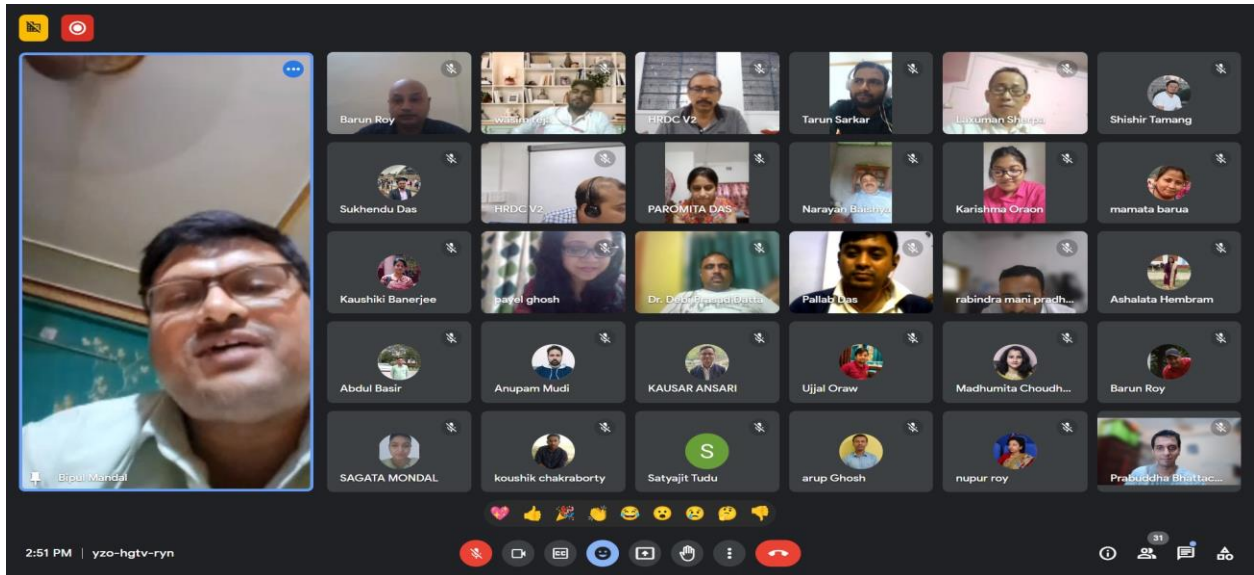 Barun Roy
wasim reja
HRDC V2
Tarun Sarkar
Laxuman Sherpa
Shishir Tamang
Sukhendu Das
HRDC V2
PAROMITA DAS
Narayan Baishya
Karishma Oraon
mamata barua
Kaushiki Banerjee
payel ghosh
Dr. Debi Prasad Datta
Pallab Das
rabindra mani pradh...
Ashalata Hembram
Abdul Basir
Anupam Mudi
KAUSAR ANSARI
Ujjal Oraw
Madhumita Choudh...
Barun Roy
Bipul Mandal
SAGATA MONDAL
koushik chakraborty
S
Satyajit Tudu
arup Ghosh
nupur roy
Prabuddha Bhattac...
2:51 PM | yzo-hgtv-ryn
CC
31